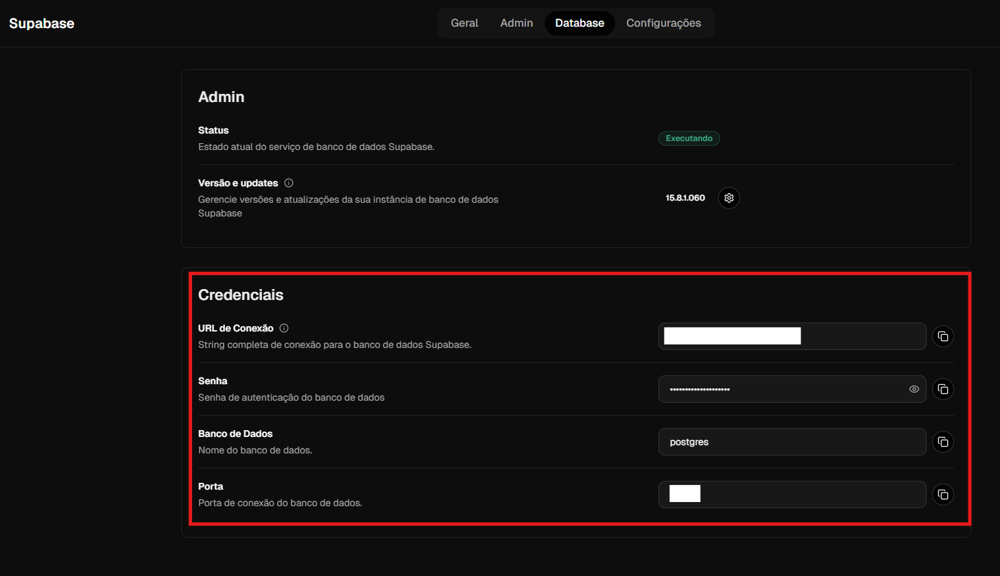 Supabase
Geral
Admin
Database
Configurações
Admin
Status
Estado atual do serviço de banco de dados Supabase.
Executando
Versão e updates
Gerencie versões e atualizações da sua instância de banco de dados
Supabase
15.8.1.060
Credenciais
URL de Conexão
String completa de conexão para o banco de dados Supabase.
Senha
Senha de autenticação do banco de dados
Banco de Dados
Nome do banco de dados.
postgres
Porta
Porta de conexão do banco de dados.